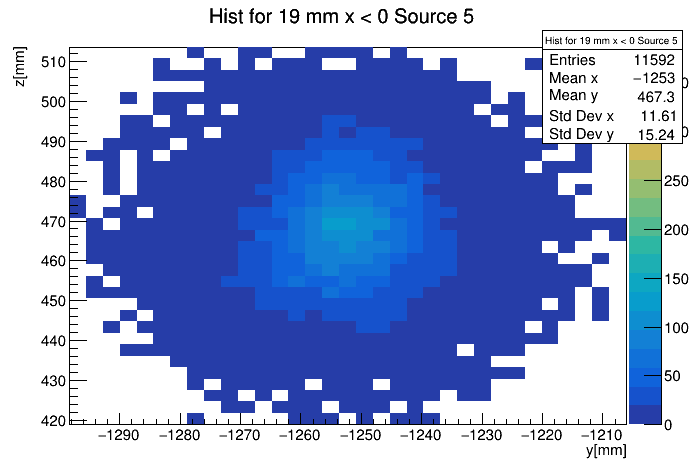 Hist for 19 mm x < 0 Source 5
Hist for 19 mm x < 0 Source 5
Entries 11592
Mean x −1253
Mean y 467.3
Std Dev x 11.61
Std Dev y 15.24
z[mm]
510
500
490
480
470
460
450
440
430
420
−1290 −1280 −1270 −1260 −1250 −1240 −1230 −1220 −1210
y[mm]
250
200
150
100
50
0